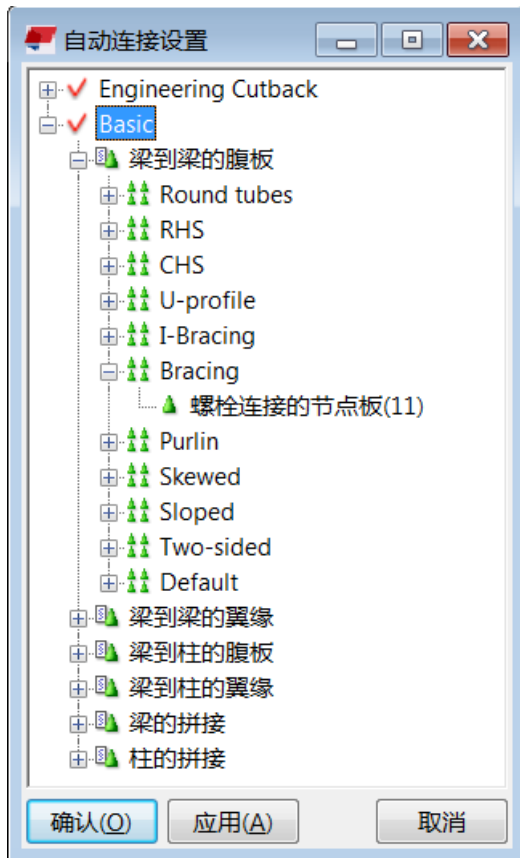 自动连接设置
Engineering Cutback
Basic
梁到梁的腹板
Round tubes
RHS
CHS
U-profile
I-Bracing
Bracing
螺栓连接的节点板(11)
Purlin
Skewed
Sloped
Two-sided
Default
梁到梁的翼缘
梁到柱的腹板
梁到柱的翼缘
梁的拼接
柱的拼接
确认(O) 应用(A) 取消